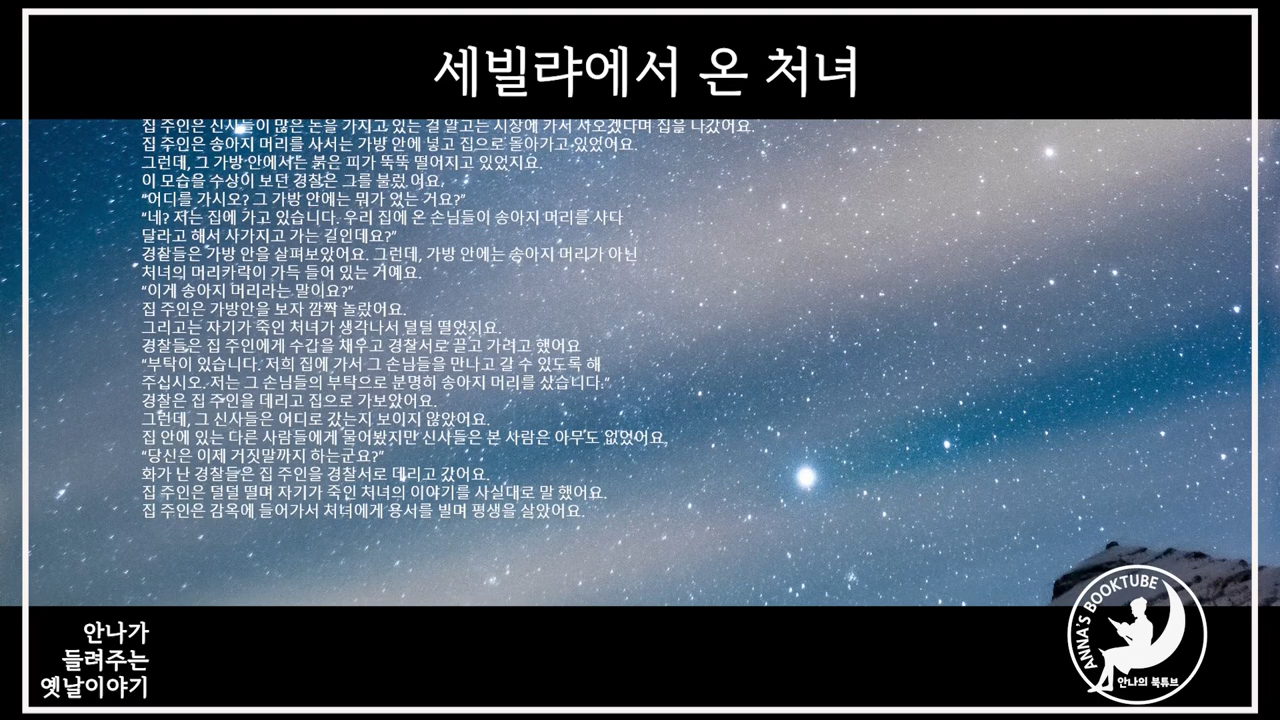 세빌랴에서 온 처녀
집 주인은 신사들이 많은 돈을 가지고 있는 걸 알고는 시장에 가서 사오겠다며 집을 나갔어요.
집 주인은 송아지 머리를 사서는 가방 안에 넣고 집으로 돌아가고 있었어요.
그런데, 그 가방 안에서는 붉은 피가 뚝뚝 떨어지고 있었지요.
이 모습을 수상이 보던 경찰은 그를 불렀어요.
“어디를 가시오? 그 가방 안에는 뭐가 있는 거요?”
“네? 저는 집에 가고 있습니다. 우리 집에 온 손님들이 송아지 머리를 사다
달라고 해서 사가지고 가는 길인데요?”
경찰들은 가방 안을 살펴보았어요. 그런데, 가방 안에는 송아지 머리가 아닌
처녀의 머리카락이 가득 들어 있는 거예요.
“이게 송아지 머리라는 말이요?”
집 주인은 가방안을 보자 깜짝 놀랐어요.
그리고는 자기가 죽인 처녀가 생각나서 덜덜 떨었지요.
경찰들은 집 주인에게 수갑을 채우고 경찰서로 끌고 가려고 했어요
“부탁이 있습니다. 저희 집에 가서 그 손님들을 만나고 갈 수 있도록 해
주십시오. 저는 그 손님들의 부탁으로 분명히 송아지 머리를 샀습니다.”
경찰은 집 주인을 데리고 집으로 가보았어요.
그런데, 그 신사들은 어디로 갔는지 보이지 않았어요.
집 안에 있는 다른 사람들에게 물어봤지만 신사들은 본 사람은 아무도 없었어요.
“당신은 이제 거짓말까지 하는군요?”
화가 난 경찰들은 집 주인을 경찰서로 데리고 갔어요.
집 주인은 덜덜 떨며 자기가 죽인 처녀의 이야기를 사실대로 말 했어요.
집 주인은 감옥에 들어가서 처녀에게 용서를 빌며 평생을 살았어요.
안나가
들려주는
옛날이야기
ANNA'S BOOKTUBE
안나의 북튜브